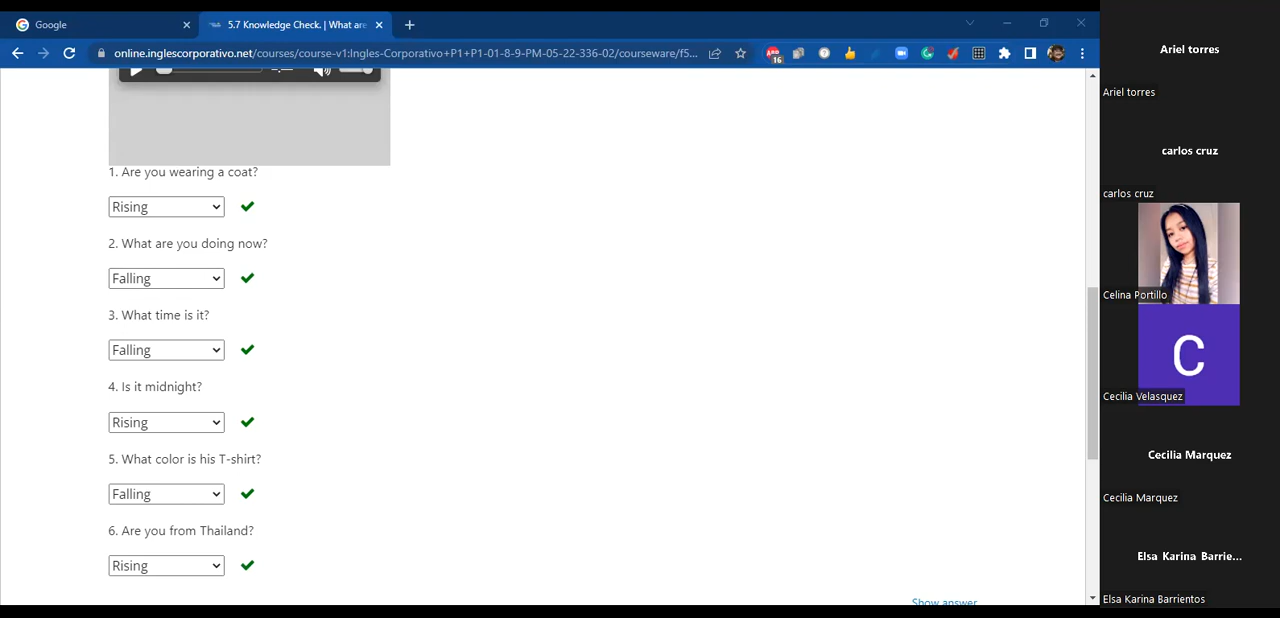 Google
5.7 Knowledge Check. | What are
online.inglescorporativo.net/courses/course-v1:Ingles-Corporativo+P1+P1-01-8-9-PM-05-22-336-02/courseware/f5...
16
1. Are you wearing a coat?
Rising
2. What are you doing now?
Falling
3. What time is it?
Falling
4. Is it midnight?
Rising
5. What color is his T-shirt?
Falling
6. Are you from Thailand?
Rising
Show answer
Ariel torres
Ariel torres
carlos cruz
carlos cruz
Celina Portillo
C
Cecilia Velasquez
Cecilia Marquez
Cecilia Marquez
Elsa Karina Barrie...
Elsa Karina Barrientos